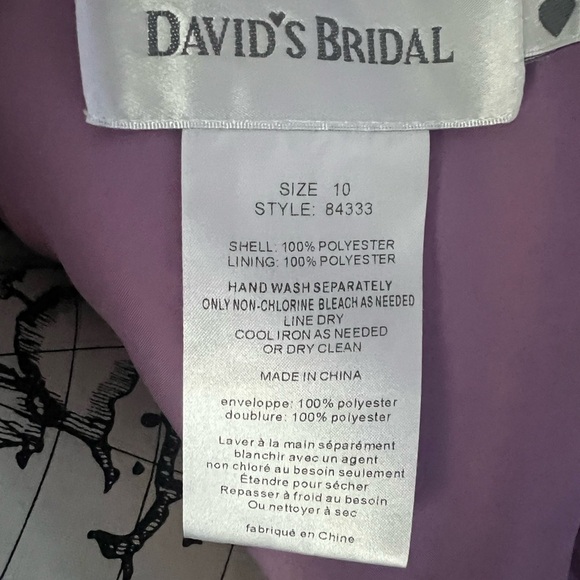 DAVID'S BRIDAL
SIZE 10
STYLE: 84333
SHELL: 100% POLYESTER
LINING: 100% POLYESTER
HAND WASH SEPARATELY
ONLY NON-CHLORINE BLEACH AS NEEDED
LINE DRY
COOL IRON AS NEEDED
OR DRY CLEAN
MADE IN CHINA
enveloppe: 100% polyester
doublure: 100% polyester
Laver à la main séparément
blanchir avec un agent
non chloré au besoin seulement
Étendre pour sécher
Repasser à froid au besoin
Ou nettoyer à sec
fabriqué en Chine